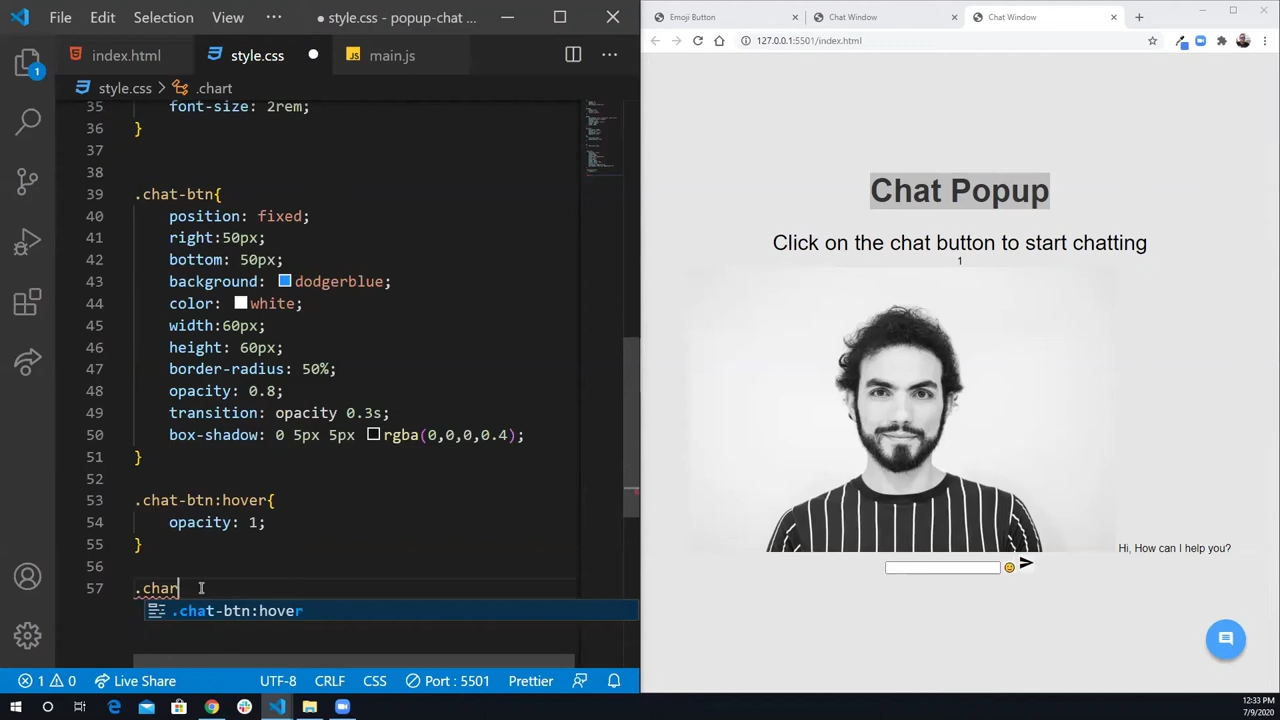 File Edit Selection View ● style.css - popup-chat ...
index.html style.css ● main.js
style.css > .chart
1
35 font-size: 2rem;
36 }
37
38
39 .chat-btn{
40 position: fixed;
41 right:50px;
42 bottom: 50px;
43 background: dodgerblue;
44 color: white;
45 width:60px;
46 height: 60px;
47 border-radius: 50%;
48 opacity: 0.8;
49 transition: opacity 0.3s;
50 box-shadow: 0 5px 5px rgba(0,0,0,0.4);
51 }
52
53 .chat-btn:hover{
54 opacity: 1;
55 }
56
57 .char
.chat-btn:hover
1 0 Live Share UTF-8 CRLF CSS Port : 5501 Prettier
Emoji Button Chat Window Chat Window
127.0.0.1:5501/index.html
Chat Popup
Click on the chat button to start chatting
1
Hi, How can I help you?
12:33 PM
7/9/2020